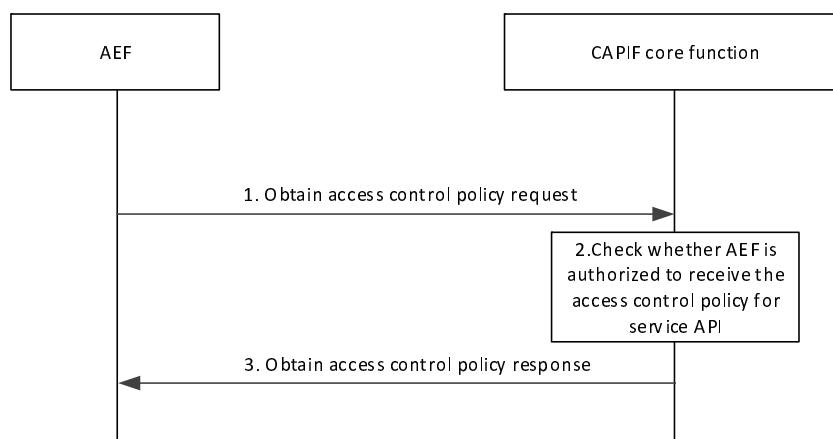 AEF
CAPIF core function
1. Obtain access control policy request
2.Check whether AEF is
authorized to receive the
access control policy for
service API
3. Obtain access control policy response